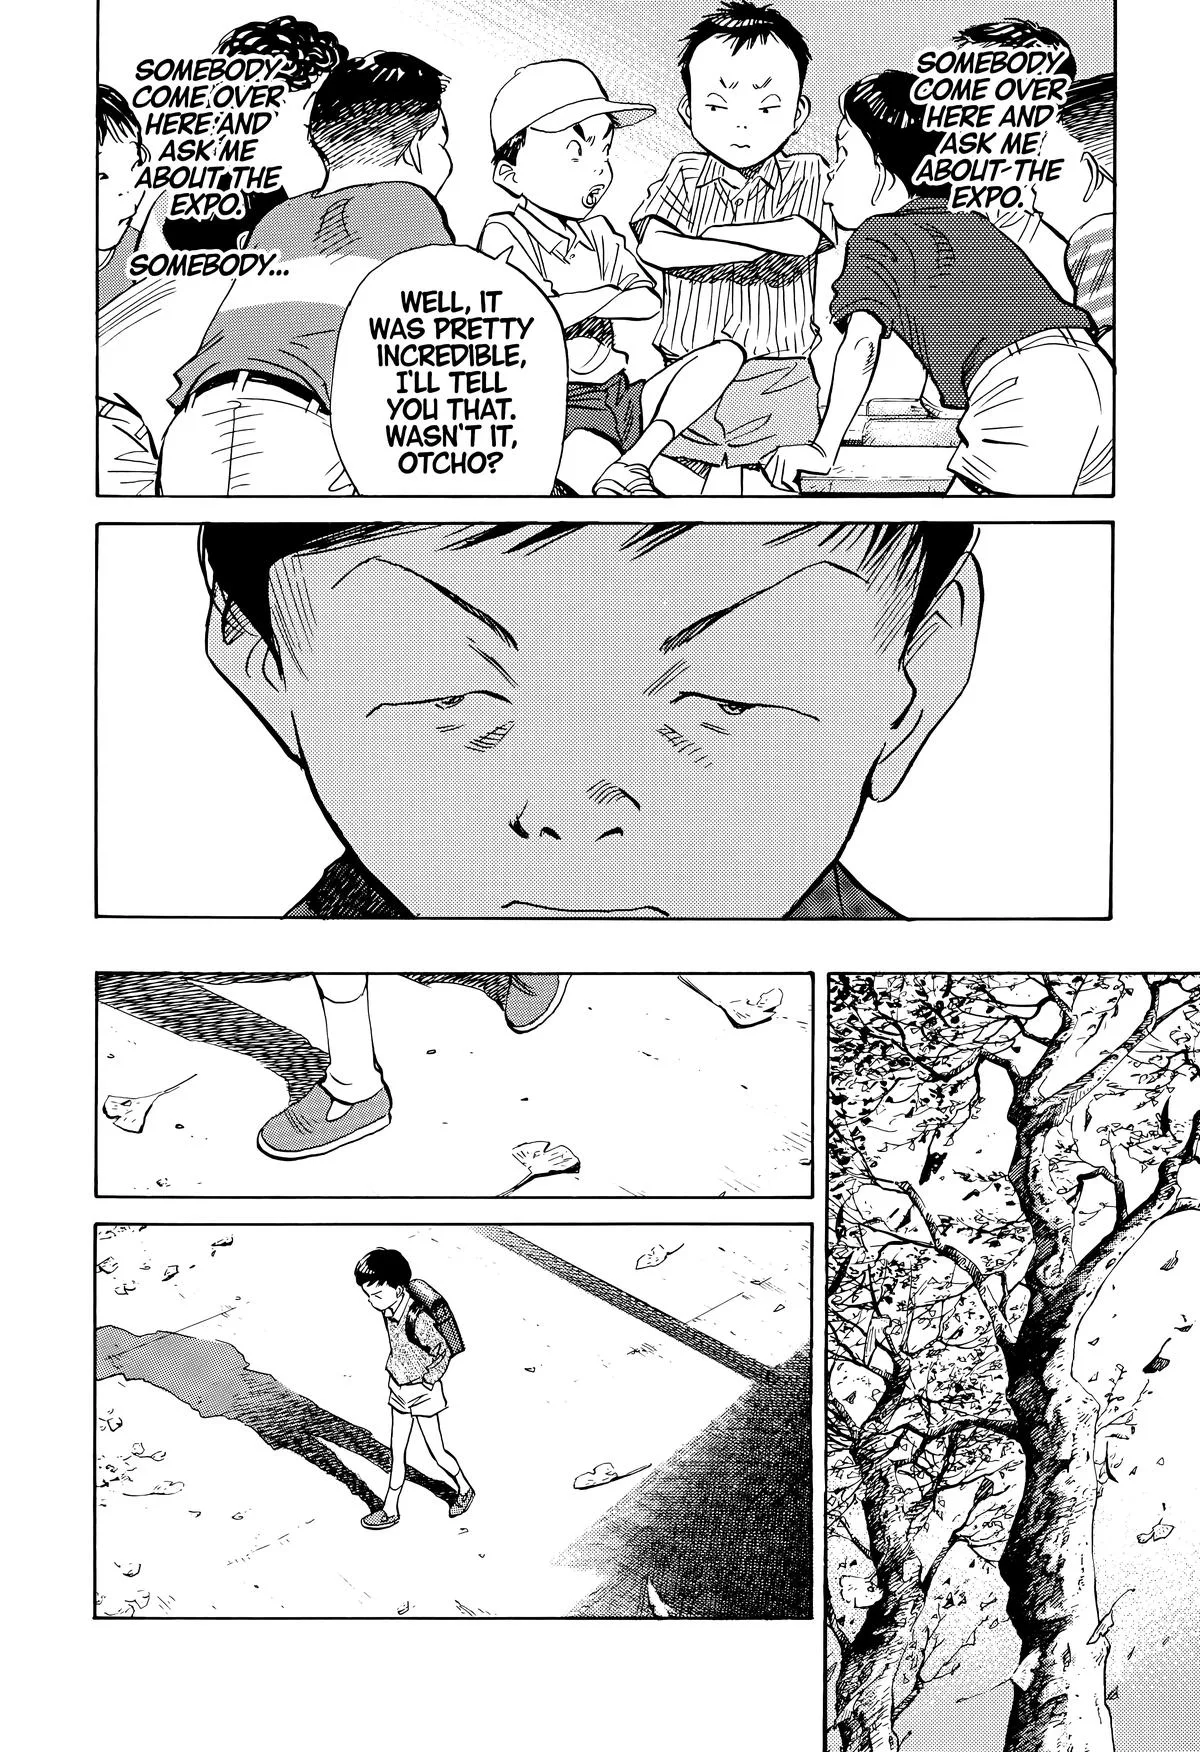 SOMEBODY
COME OVER
HERE AND
ASK ME
ABOUT THE
EXPO.
SOMEBODY
COME OVER
HERE AND
ASK ME
ABOUT THE
EXPO.
SOMEBODY...
WELL, IT
WAS PRETTY
INCREDIBLE,
I'LL TELL
YOU THAT.
WASN'T IT,
OTCHO?